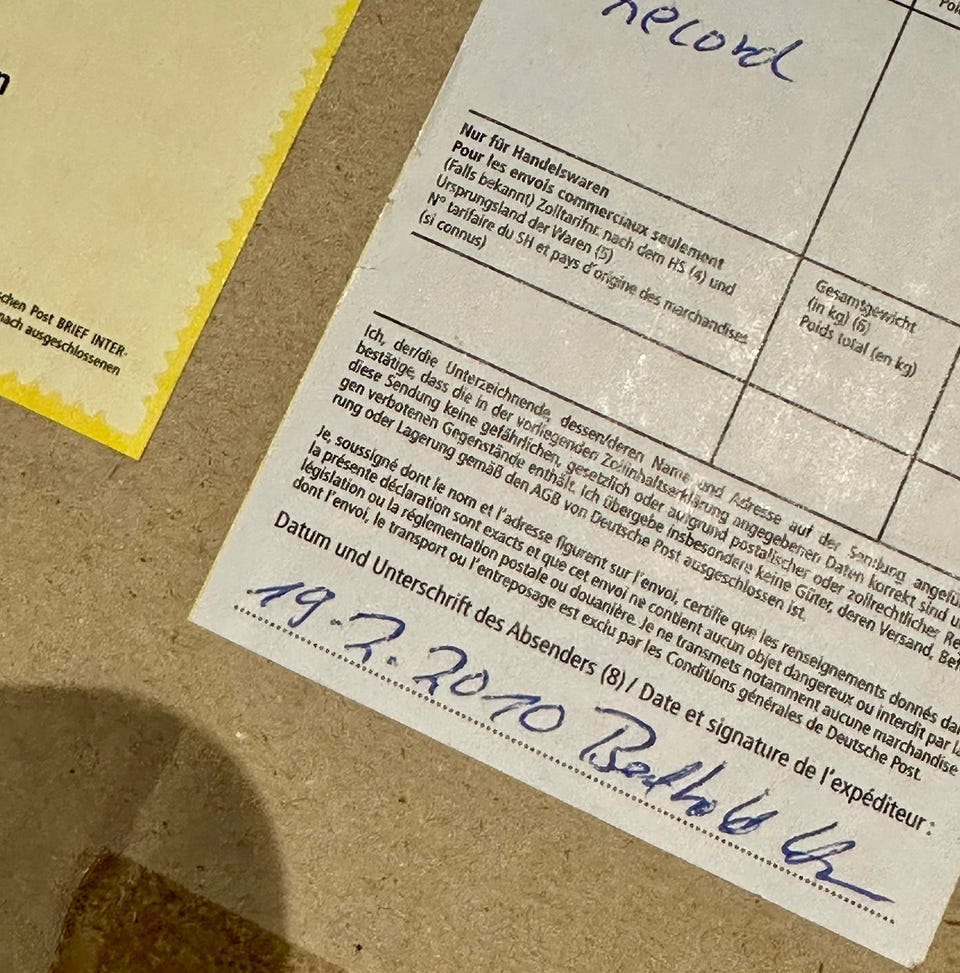 n
schen Post BRIEF INTER-
nach ausgeschlossenen
Record
Nur für Handelswaren
Pour les envois commerciaux seulement
(Falls bekannt) Zolltarifnr. nach dem HS (4) und
Ursprungsland der Waren (5)
N° tarifaire du SH et pays d'origine des marchandises
(si connus)
Gesamtgewicht
(in kg) (6)
Poids total (en kg)
Ich, der/die Unterzeichnende, dessen/deren Name und Adresse auf der Sendung angefü
bestätige, dass die in der vorliegenden Zollinhaltserklärung angegebenen Daten korrekt sind u
diese Sendung keine gefährlichen, gesetzlich oder aufgrund postalischer oder zollrechtlicher Re
gen verbotenen Gegenstände enthält. Ich übergebe insbesondere keine Güter, deren Versand, Bef
rung oder Lagerung gemäß den AGB von Deutsche Post ausgeschlossen ist.
Je, soussigné dont le nom et l'adresse figurent sur l'envoi, certifie que les renseignements donnés da
la présente déclaration sont exacts et que cet envoi ne contient aucun objet dangereux ou interdit par la
législation ou la réglementation postale ou douanière. Je ne transmets notamment aucune marchandise
dont l'envoi, le transport ou l'entreposage est exclu par les Conditions générales de Deutsche Post.
Datum und Unterschrift des Absenders (8) / Date et signature de l'expéditeur:
19.2.2010 Berthold